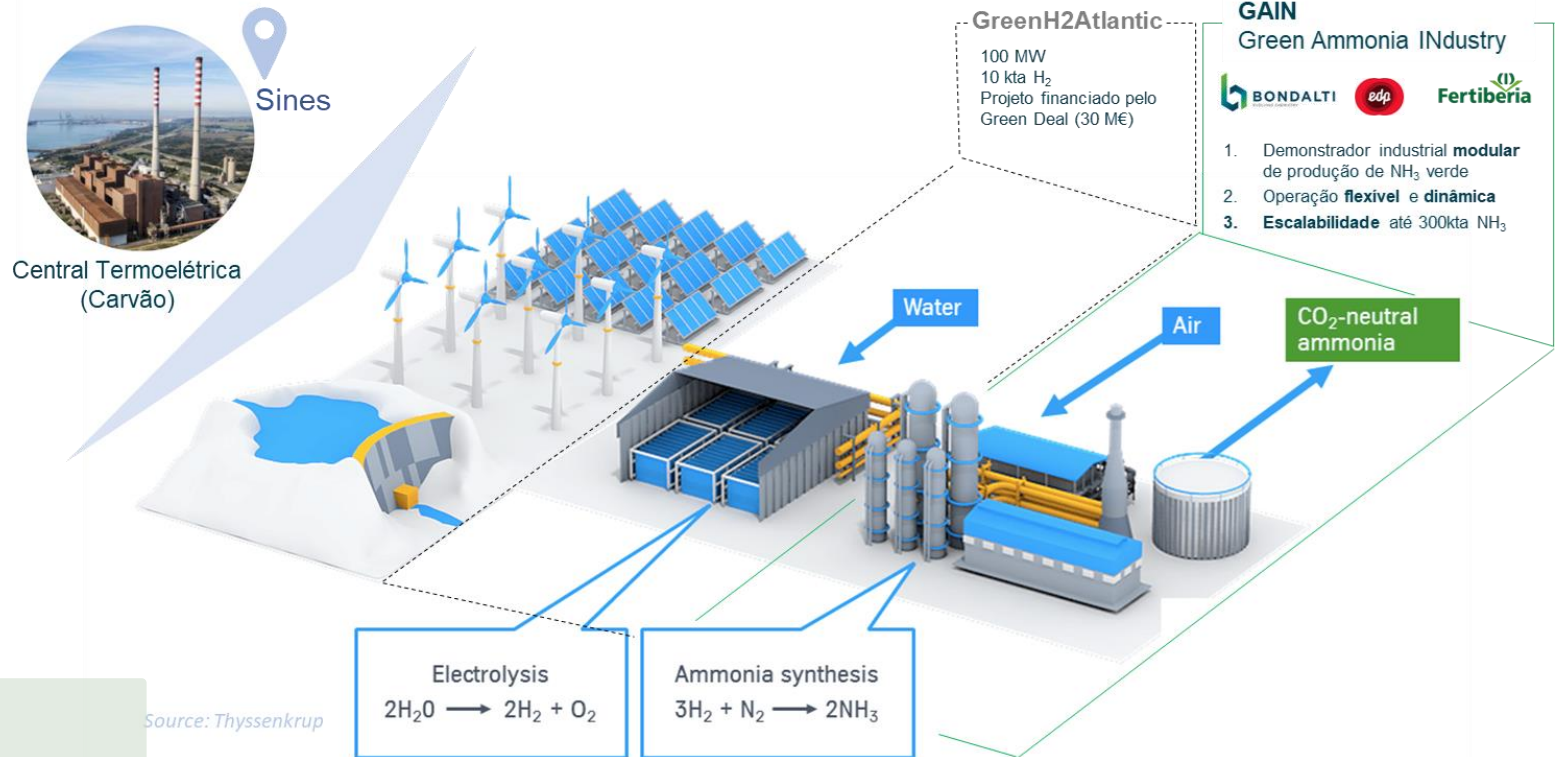 Sines
Central Termoelétrica
(Carvão)
GreenH2Atlantic
100 MW
10 kta H₂
Projeto financiado pelo
Green Deal (30 M€)
GAIN
Green Ammonia INdustry
BONDALTI
edp
Fertiberia
1. Demonstrador industrial modular
de produção de NH₃ verde
2. Operação flexível e dinâmica
3. Escalabilidade até 300kta NH₃
Water
Air
CO₂-neutral
ammonia
Electrolysis
2H₂0 ⟶ 2H₂ + O₂
Ammonia synthesis
3H₂ + N₂ ⟶ 2NH₃
Source: Thyssenkrup